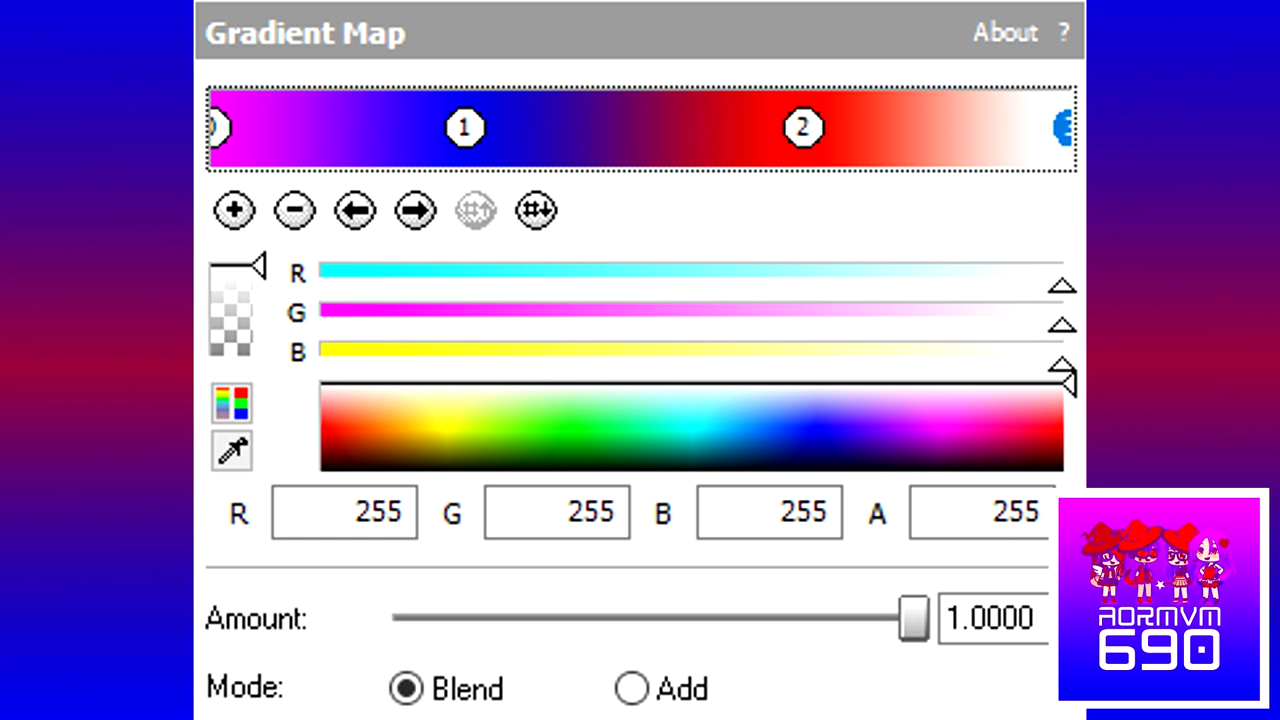 Gradient Map About ?
1 2
R
G
B
R 255 G 255 B 255 A 255
Amount: 1.0000
Mode: Blend Add
AORMVM
690